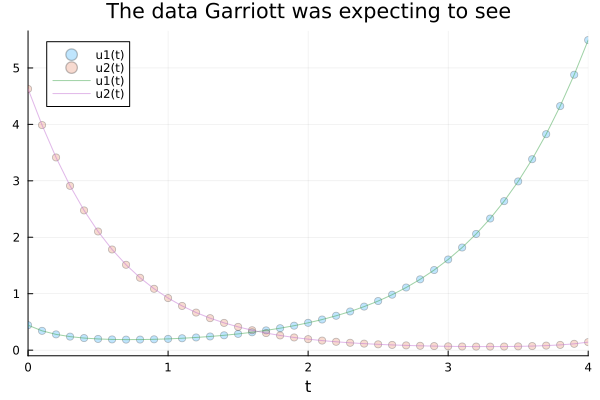 The data Garriott was expecting to see
u1(t)
u2(t)
u1(t)
u2(t)
5
4
3
2
1
0
0 1 2 3 4
t